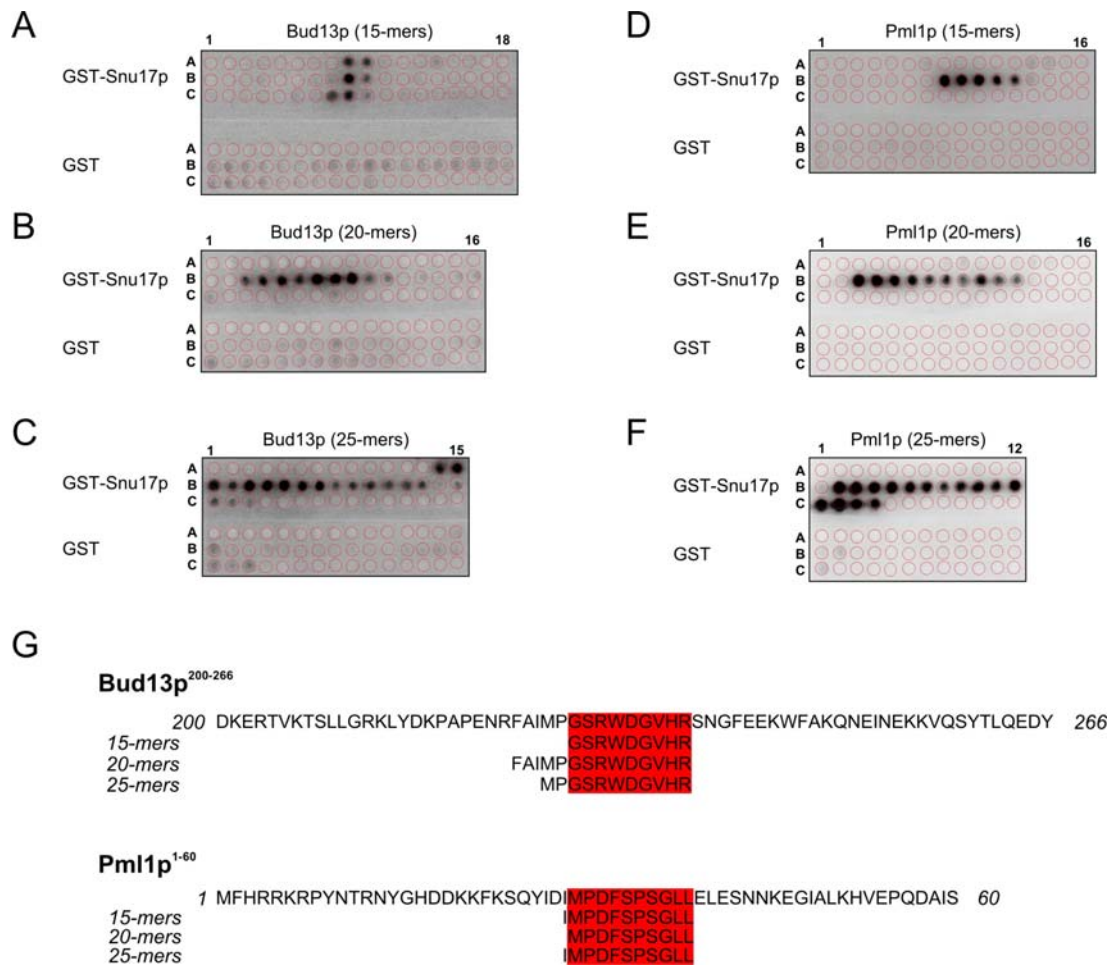 A
Bud13p (15-mers)
1 18
GST-Snu17p
A
B
C
GST
A
B
C
B
Bud13p (20-mers)
1 16
GST-Snu17p
A
B
C
GST
A
B
C
C
Bud13p (25-mers)
1 15
GST-Snu17p
A
B
C
GST
A
B
C
D
Pml1p (15-mers)
1 16
GST-Snu17p
A
B
C
GST
A
B
C
E
Pml1p (20-mers)
1 16
GST-Snu17p
A
B
C
GST
A
B
C
F
Pml1p (25-mers)
1 12
GST-Snu17p
A
B
C
GST
A
B
C
G
Bud13p200-266
200 DKERTVKTSLLGRKLYDKPAPENRFAIMPGSRWDGVHRSNGFEEKWFAKQNEINEKKVQSYTLQEDY 266
15-mers GSRWDGVHR
20-mers FAIMPGSRWDGVHR
25-mers MPGSRWDGVHR
Pml1p1-60
1 MFHRRKRPYNTRNYGHDDKKFKSQYIDIMPDFSPSGLLELESNNKEGIALKHVEPQDAIS 60
15-mers IMPDFSPSGLL
20-mers MPDFSPSGLL
25-mers IMPDFSPSGLL